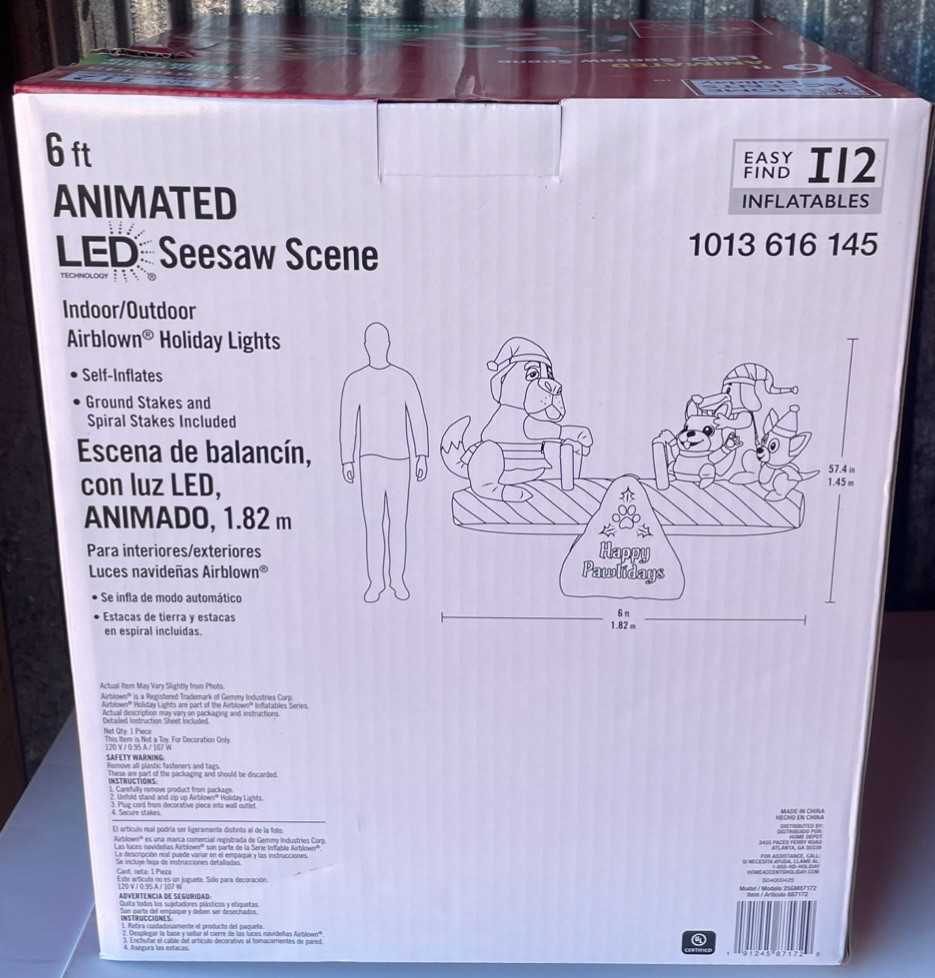 6 ft
ANIMATED
LED Seesaw Scene
TECHNOLOGY ®
Indoor/Outdoor
Airblown® Holiday Lights
• Self-Inflates
• Ground Stakes and
Spiral Stakes Included
Escena de balancín,
con luz LED,
ANIMADO, 1.82 m
Para interiores/exteriores
Luces navideñas Airblown®
• Se infla de modo automático
• Estacas de tierra y estacas
en espiral incluidas.
EASY
FIND I12
INFLATABLES
1013 616 145
57.4 in
1.45 m
Happy
Pawlidays
6 ft
1.82 m
Actual Item May Vary Slightly from Photo.
Airblown® is a Registered Trademark of Gemmy Industries Corp.
Airblown® Holiday Lights are part of the Airblown® Inflatables Series.
Actual description may vary on packaging and instructions.
Detailed Instruction Sheet Included.
Net Qty: 1 Piece
This Item is Not a Toy. For Decoration Only.
120 V / 0.95 A / 107 W
SAFETY WARNING:
Remove all plastic fasteners and tags.
These are part of the packaging and should be discarded.
INSTRUCTIONS:
1. Carefully remove product from package.
2. Unfold stand and zip up Airblown® Holiday Lights.
3. Plug cord from decorative piece into wall outlet.
4. Secure stakes.
El artículo real podría ser ligeramente distinto al de la foto.
Airblown® es una marca comercial registrada de Gemmy Industries Corp.
Las luces navideñas Airblown® son parte de la Serie Inflable Airblown®.
La descripción real puede variar en el empaque y las instrucciones.
Se incluye hoja de instrucciones detalladas.
Cant. neta: 1 Pieza
Este artículo no es un juguete. Sólo para decoración.
120 V / 0.95 A / 107 W
ADVERTENCIA DE SEGURIDAD:
Quita todos los sujetadores plásticos y etiquetas.
Son parte del empaque y deben ser desechados.
INSTRUCCIONES:
1. Retira cuidadosamente el producto del paquete.
2. Desplegar la base y sellar el cierre de las luces navideñas Airblown®.
3. Enchufar el cable del artículo decorativo al tomacorrientes de pared.
4. Asegura las estacas.
MADE IN CHINA
HECHO EN CHINA
DISTRIBUTED BY:
DISTRIBUIDO POR:
HOME DEPOT
2455 PACES FERRY ROAD
ATLANTA, GA 30339
FOR ASSISTANCE, CALL:
SI NECESITA AYUDA, LLAME AL:
1-855-HD-HOLIDAY
HOMEACCENTSHOLIDAY.COM
Model / Modelo 25GM87172
Item / Artículo 887172
UL
CERTIFIED